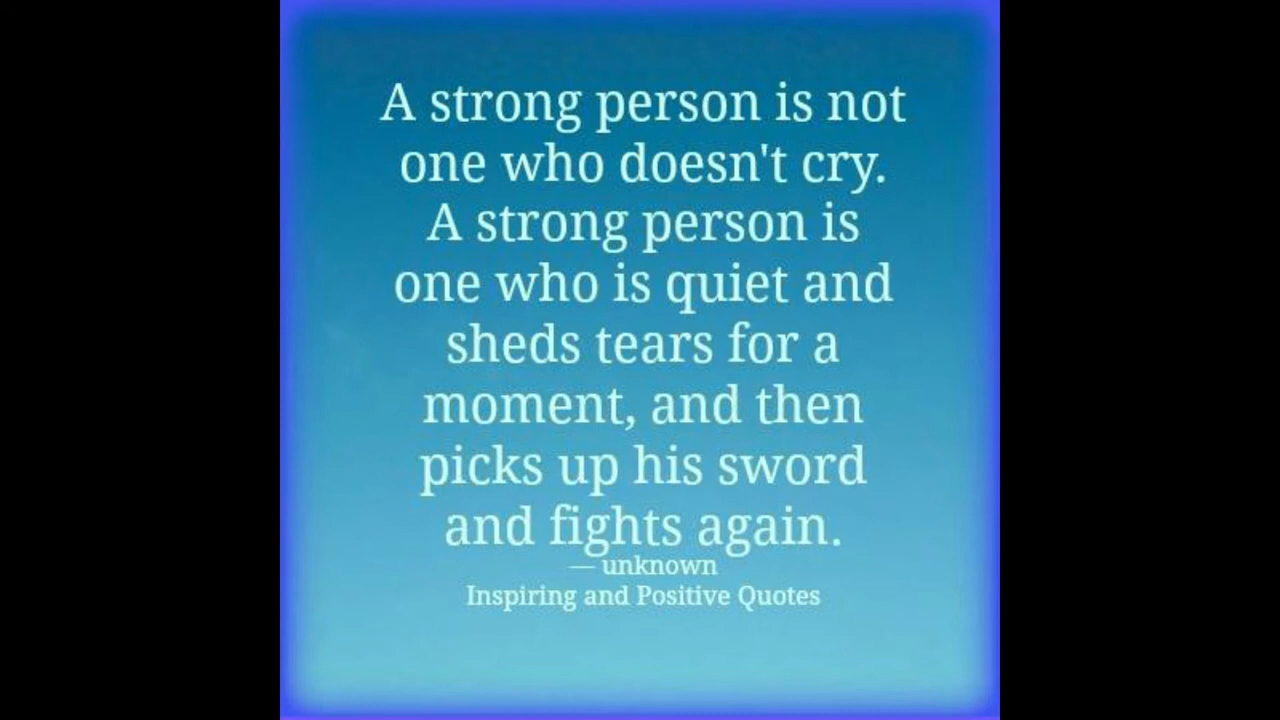 A strong person is not
one who doesn't cry.
A strong person is
one who is quiet and
sheds tears for a
moment, and then
picks up his sword
and fights again.
— unknown
Inspiring and Positive Quotes